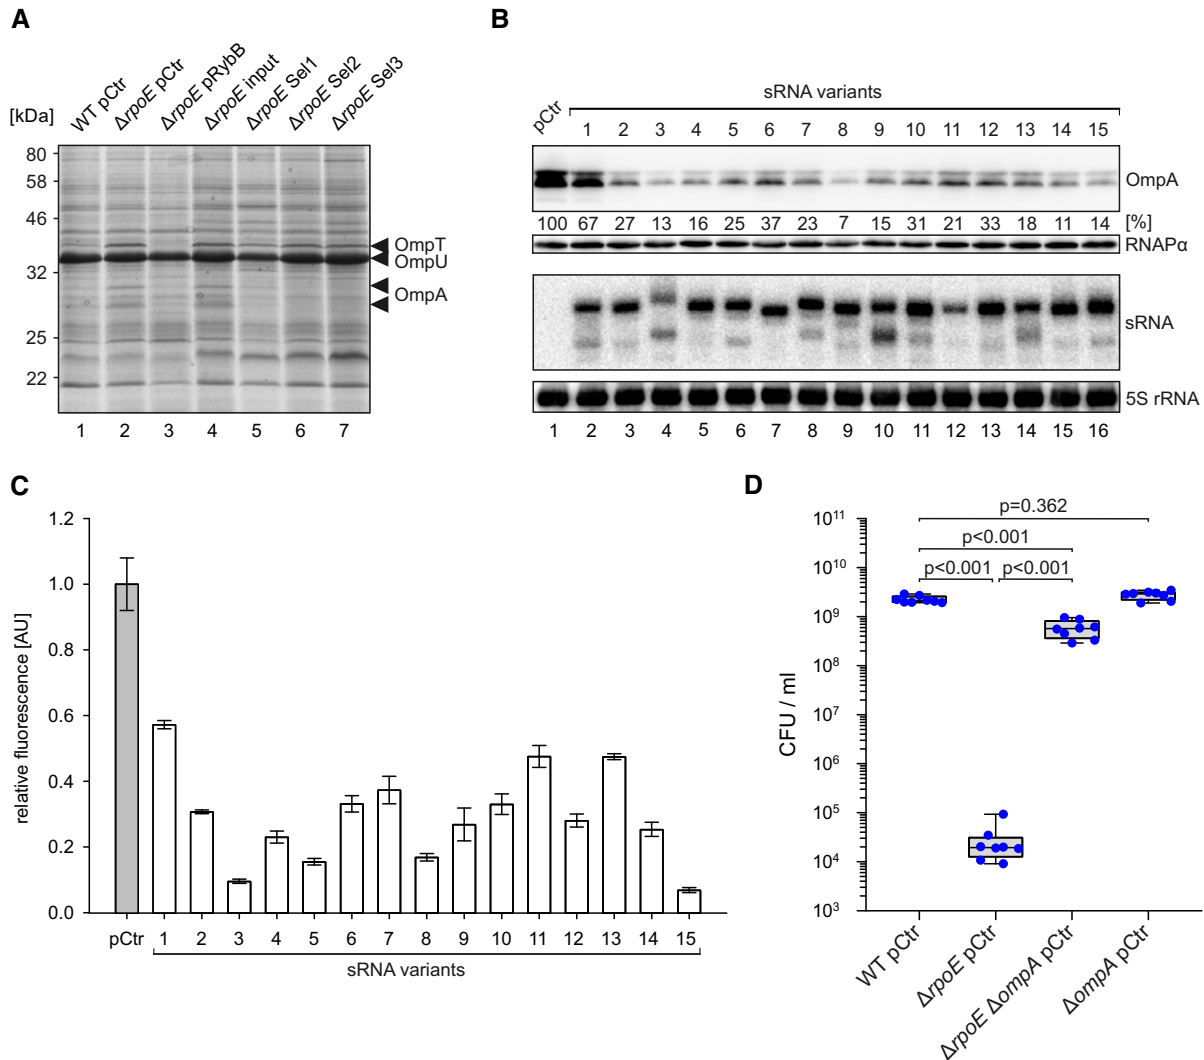 A
[kDa]
WT pCtr
ΔrpoE pCtr
ΔrpoE pRybB
ΔrpoE input
ΔrpoE Sel1
ΔrpoE Sel2
ΔrpoE Sel3
80
58
46
32
25
22
OmpT
OmpU
OmpA
1 2 3 4 5 6 7
B
sRNA variants
pCtr 1 2 3 4 5 6 7 8 9 10 11 12 13 14 15
OmpA
100 67 27 13 16 25 37 23 7 15 31 21 33 18 11 14 [%]
RNAPα
sRNA
5S rRNA
1 2 3 4 5 6 7 8 9 10 11 12 13 14 15 16
C
relative fluorescence [AU]
1.2
1.0
0.8
0.6
0.4
0.2
0.0
pCtr 1 2 3 4 5 6 7 8 9 10 11 12 13 14 15
sRNA variants
D
CFU / ml
10¹¹
10¹⁰
10⁹
10⁸
10⁷
10⁶
10⁵
10⁴
10³
p=0.362
p<0.001
p<0.001 p<0.001
WT pCtr
ΔrpoE pCtr
ΔrpoE ΔompA pCtr
ΔompA pCtr